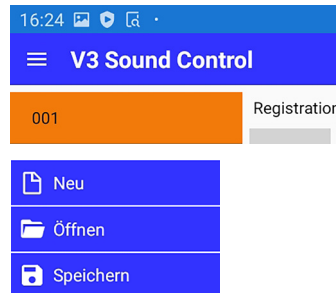 16:24
V3 Sound Control
001
Registration
Neu
Öffnen
Speichern